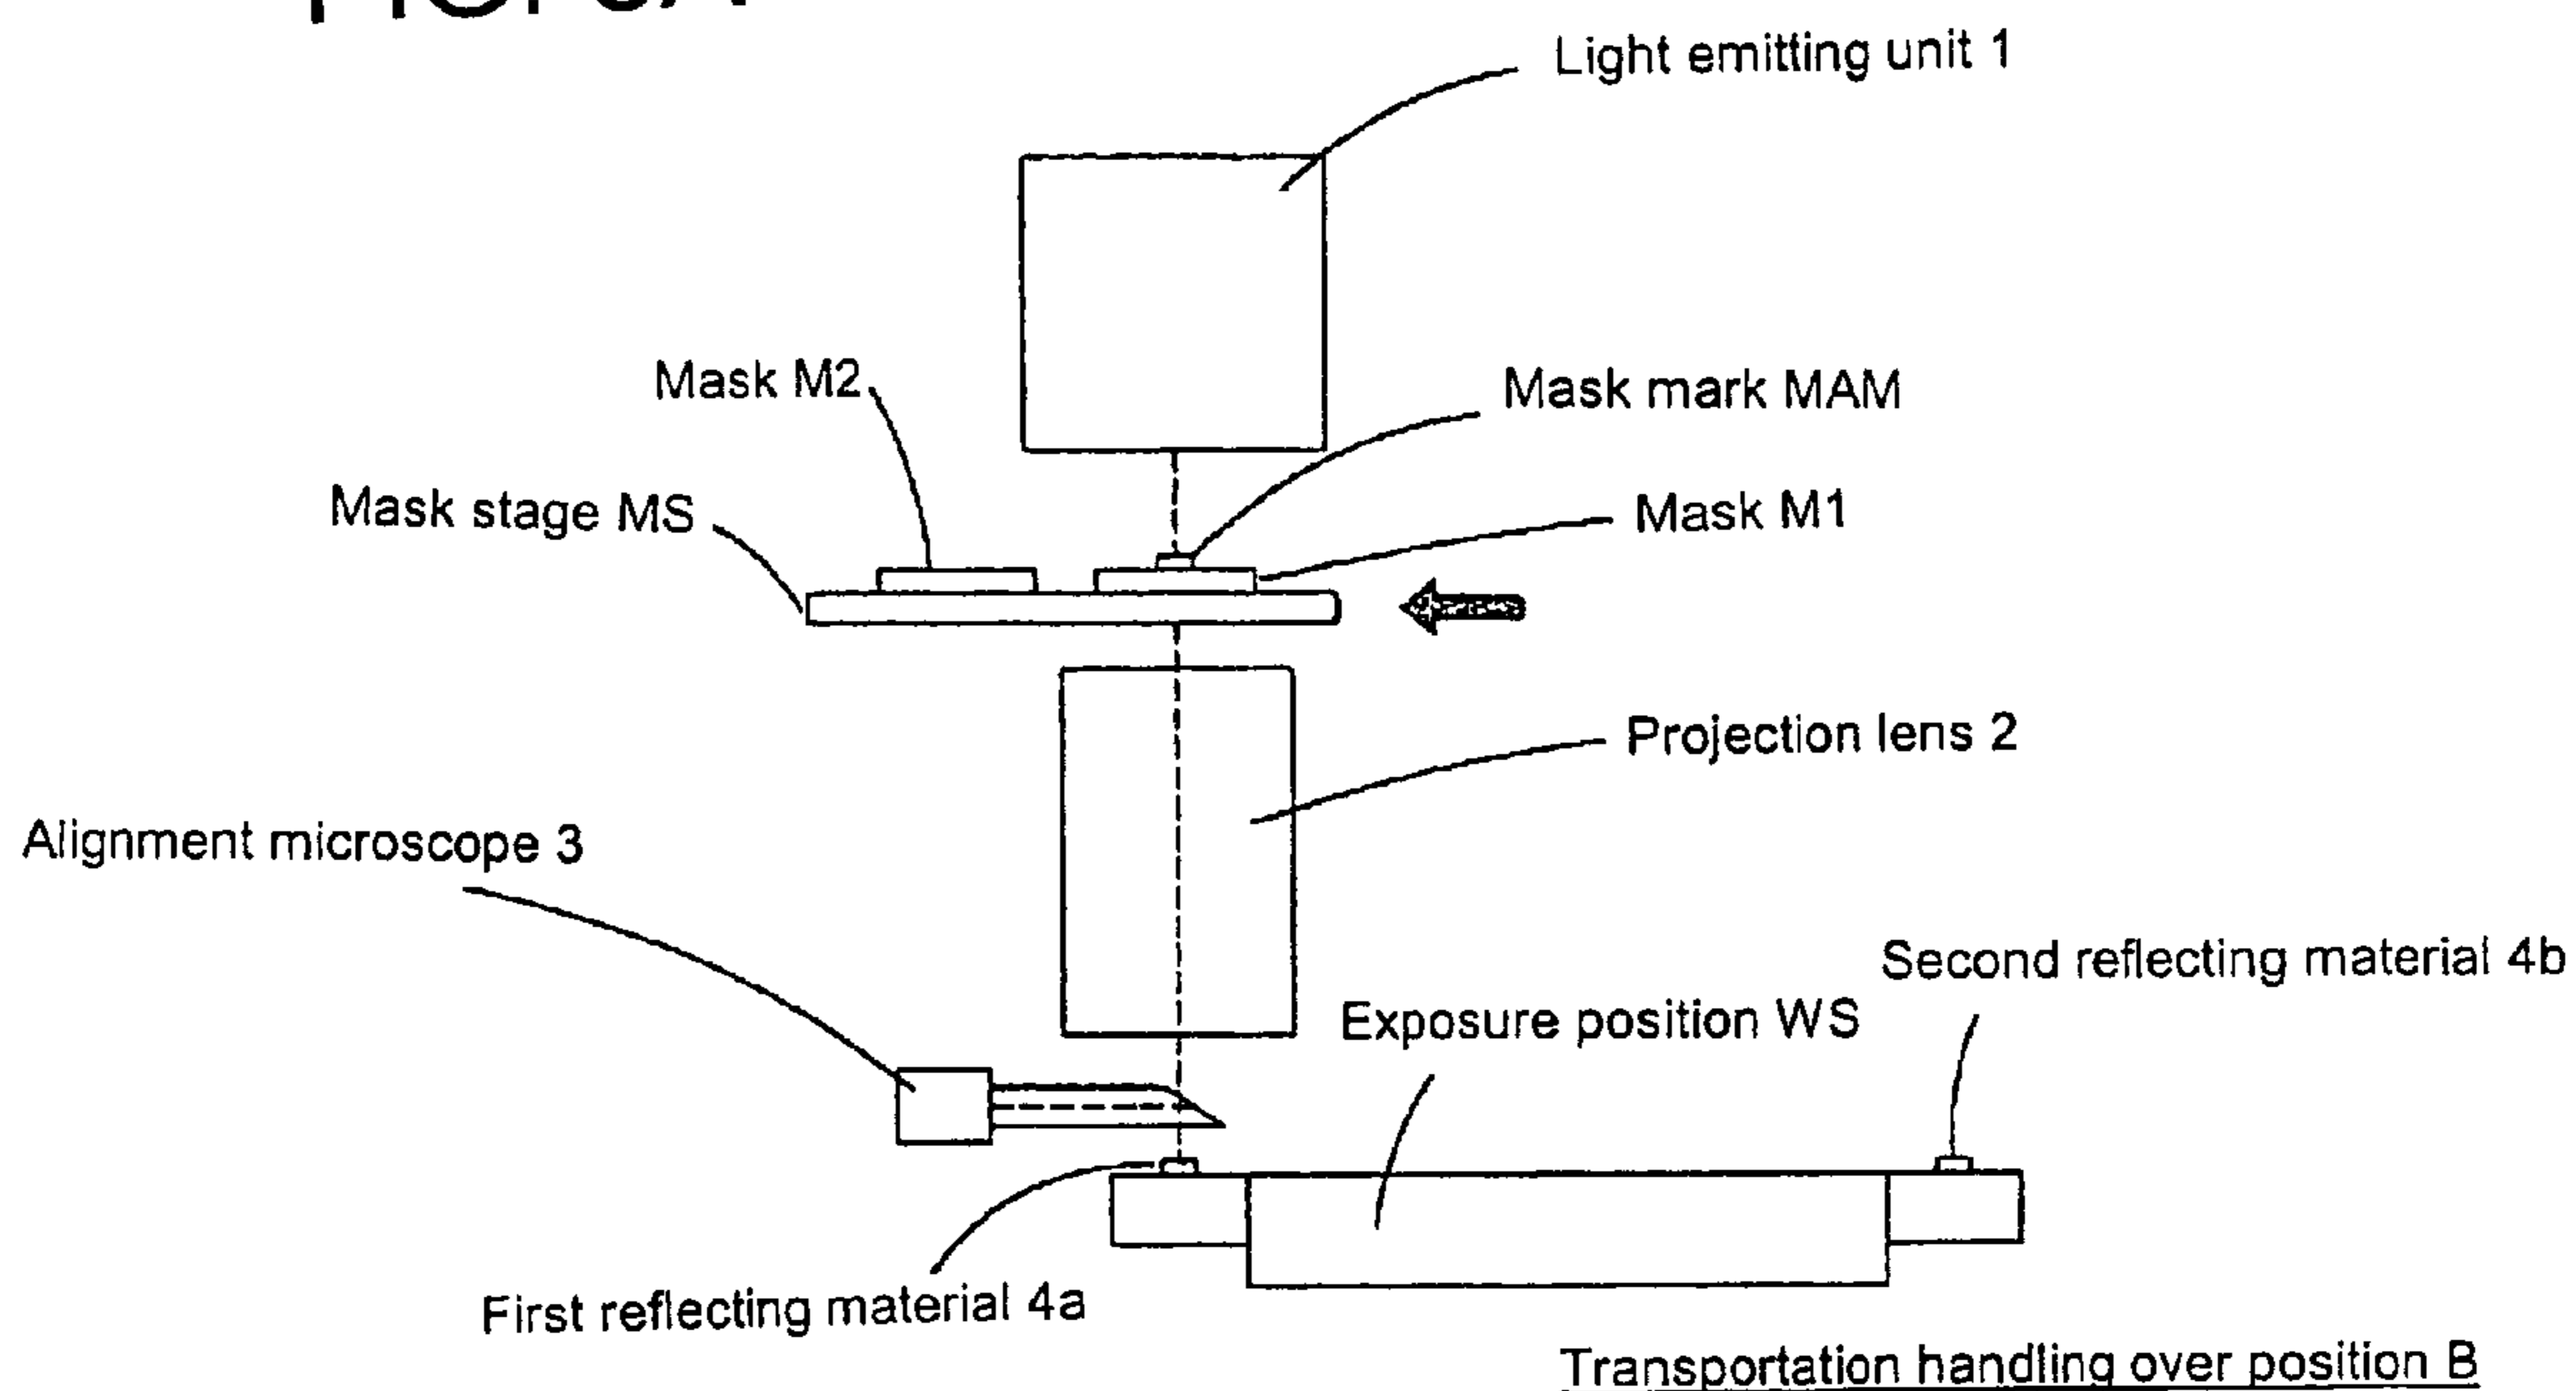 Light emitting unit 1
Mask M2
Mask mark MAM
Mask stage MS
Mask M1
Projection lens 2
Alignment microscope 3
Second reflecting material 4b
Exposure position WS
First reflecting material 4a
Transportation handling over position B